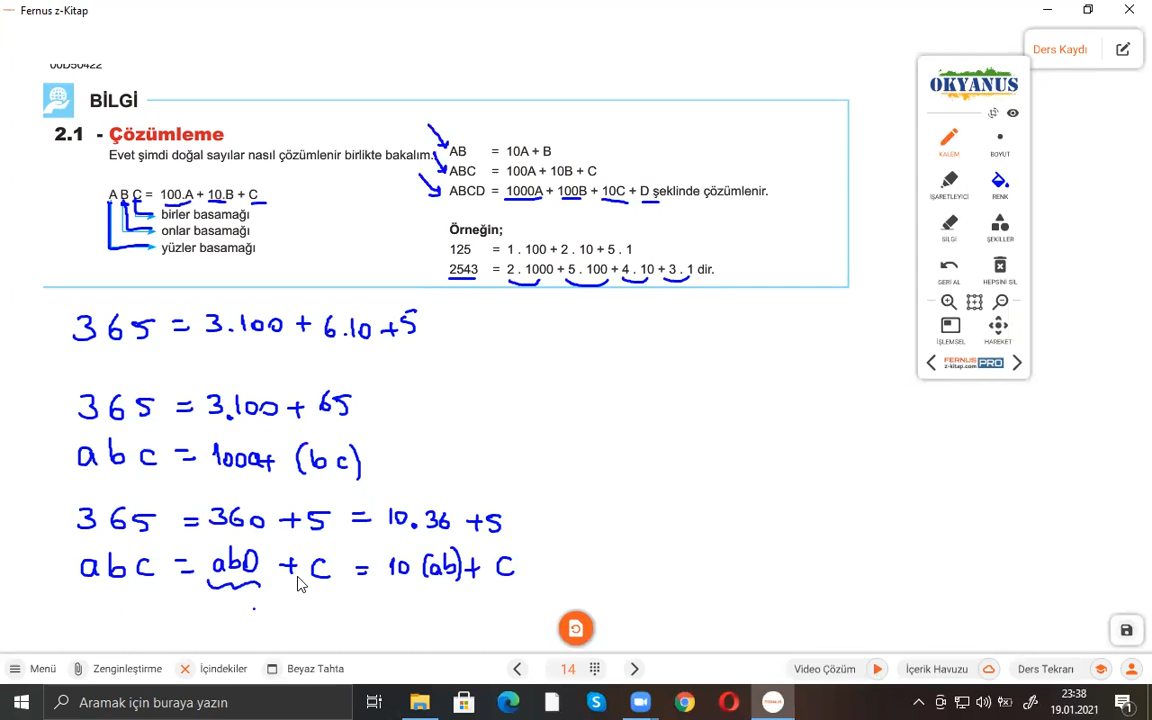 Fernus z-Kitap
Ders Kaydı
00D50422
BİLGİ
2.1 - Çözümleme
Evet şimdi doğal sayılar nasıl çözümlenir birlikte bakalım.
A B C = 100.A + 10.B + C
birler basamağı
onlar basamağı
yüzler basamağı
AB = 10A + B
ABC = 100A + 10B + C
ABCD = 1000A + 100B + 10C + D şeklinde çözümlenir.
Örneğin;
125 = 1 . 100 + 2 . 10 + 5 . 1
2543 = 2 . 1000 + 5 . 100 + 4 . 10 + 3 . 1 dir.
365 = 3.100 + 6.10 + 5
365 = 3.100 + 65
abc = 100a + (bc)
365 = 360 + 5 = 10.36 + 5
abc = ab0 + c = 10 (ab) + c
OKYANUS
KALEM
BOYUT
İŞARETLEYİCİ
RENK
SİLGİ
ŞEKİLLER
GERİ AL
HEPSİNİ SİL
İŞLEMSEL
HAREKET
FERNUS PRO
z-kitap.com
Menü
Zenginleştirme
İçindekiler
Beyaz Tahta
14
Video Çözüm
İçerik Havuzu
Ders Tekrarı
Aramak için buraya yazın
23:38
19.01.2021
1